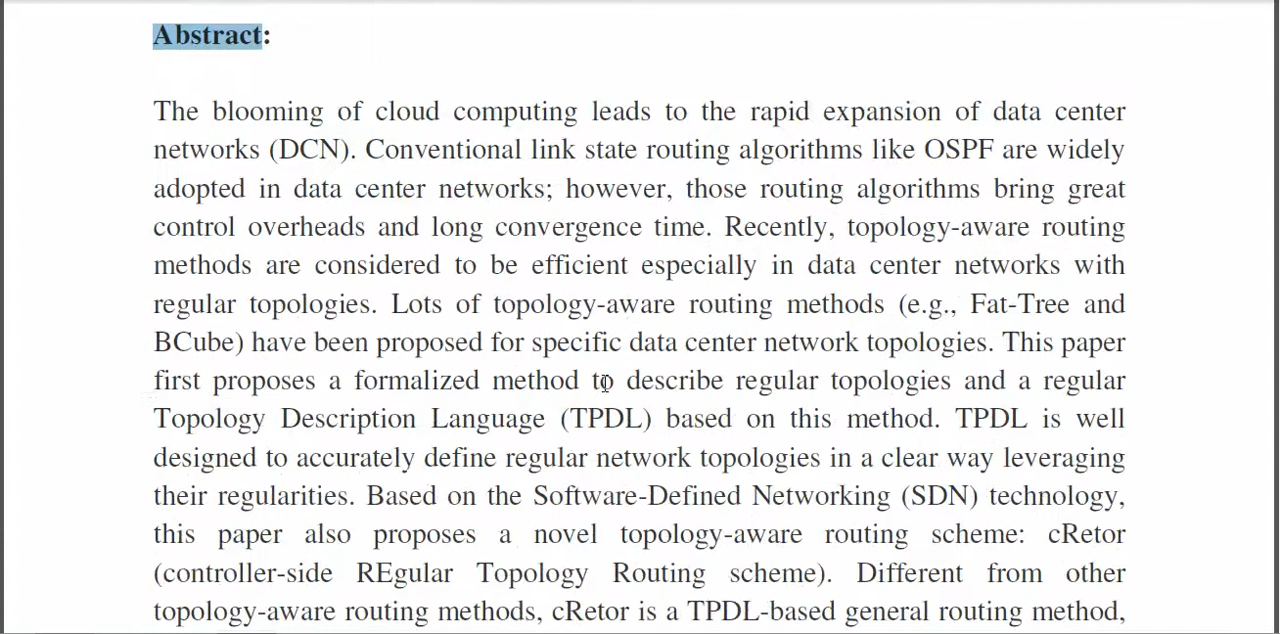 Abstract:
The blooming of cloud computing leads to the rapid expansion of data center
networks (DCN). Conventional link state routing algorithms like OSPF are widely
adopted in data center networks; however, those routing algorithms bring great
control overheads and long convergence time. Recently, topology-aware routing
methods are considered to be efficient especially in data center networks with
regular topologies. Lots of topology-aware routing methods (e.g., Fat-Tree and
BCube) have been proposed for specific data center network topologies. This paper
first proposes a formalized method to describe regular topologies and a regular
Topology Description Language (TPDL) based on this method. TPDL is well
designed to accurately define regular network topologies in a clear way leveraging
their regularities. Based on the Software-Defined Networking (SDN) technology,
this paper also proposes a novel topology-aware routing scheme: cRetor
(controller-side REgular Topology Routing scheme). Different from other
topology-aware routing methods, cRetor is a TPDL-based general routing method,